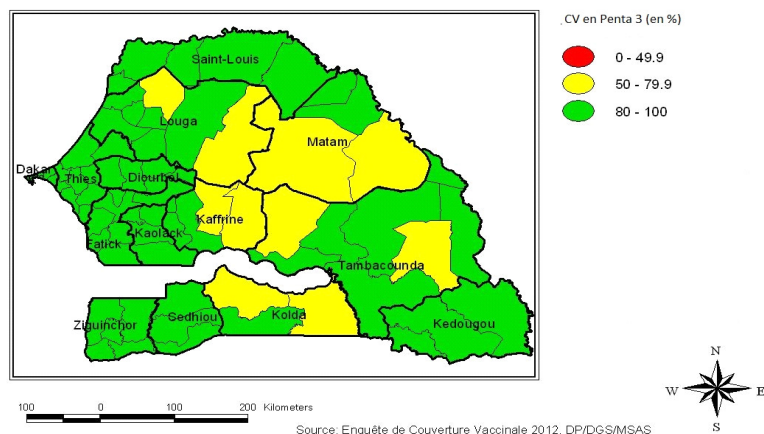 CV en Penta 3 (en %)
0 - 49.9
50 - 79.9
80 - 100
Saint-Louis
Louga
Matam
Dakar
Thies
Diourbel
Kaffrine
Fatick
Kaolack
Tambacounda
Ziguinchor
Sedhiou
Kolda
Kedougou
N
W
E
S
100 0 100 200 Kilometers
Source: Enquête de Couverture Vaccinale 2012. DP/DGS/MSAS